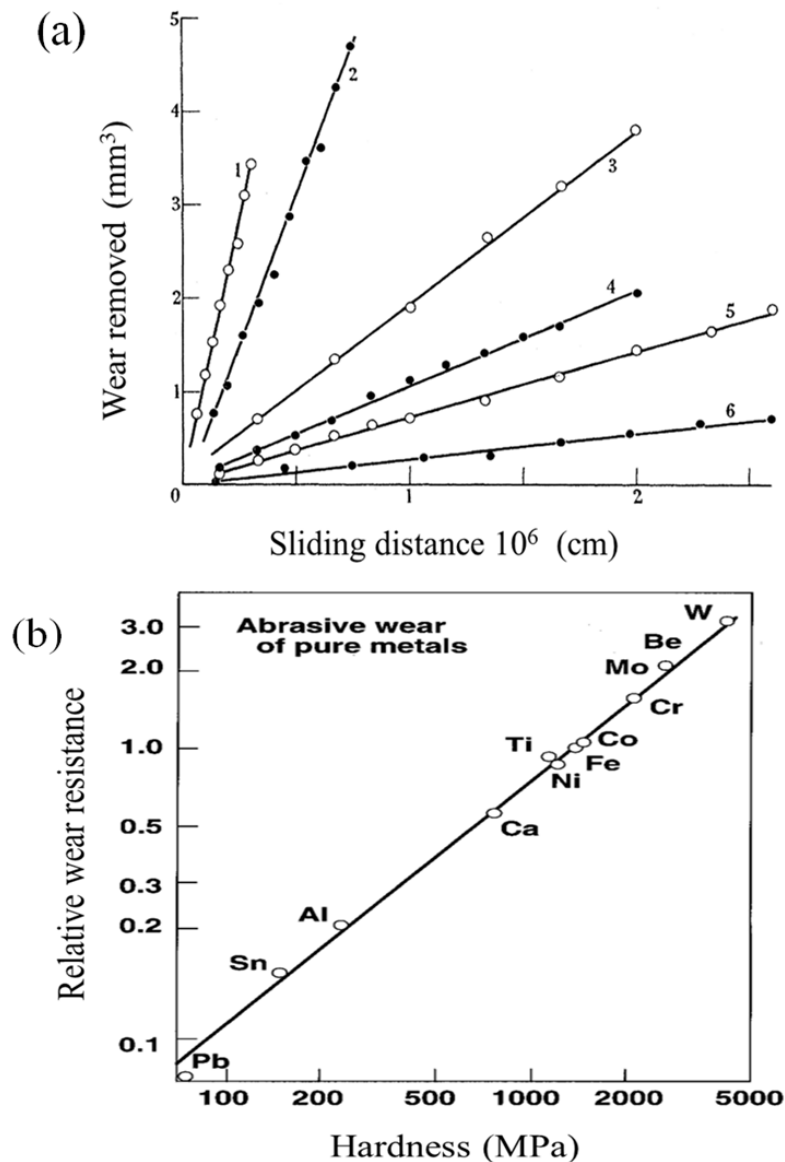 (a)
5
4
3
2
1
0
1
2
1
2
3
4
5
6
Wear removed (mm³)
Sliding distance 10⁶ (cm)
(b)
Abrasive wear
of pure metals
3.0
2.0
1.0
0.5
0.3
0.2
0.1
W
Be
Mo
Cr
Ti
Co
Ni
Fe
Ca
Al
Sn
Pb
Relative wear resistance
100
200
500
1000
2000
5000
Hardness (MPa)